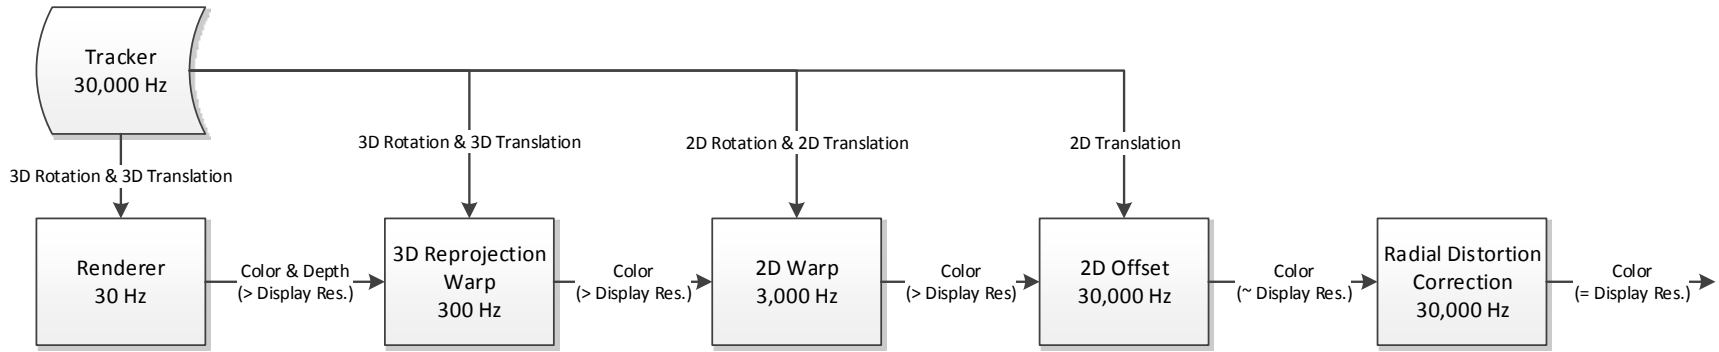 Tracker
30,000 Hz
3D Rotation & 3D Translation
3D Rotation & 3D Translation
2D Rotation & 2D Translation
2D Translation
Renderer
30 Hz
Color & Depth
(> Display Res.)
3D Reprojection
Warp
300 Hz
Color
(> Display Res.)
2D Warp
3,000 Hz
Color
(> Display Res)
2D Offset
30,000 Hz
Color
(~ Display Res.)
Radial Distortion
Correction
30,000 Hz
Color
(= Display Res.)